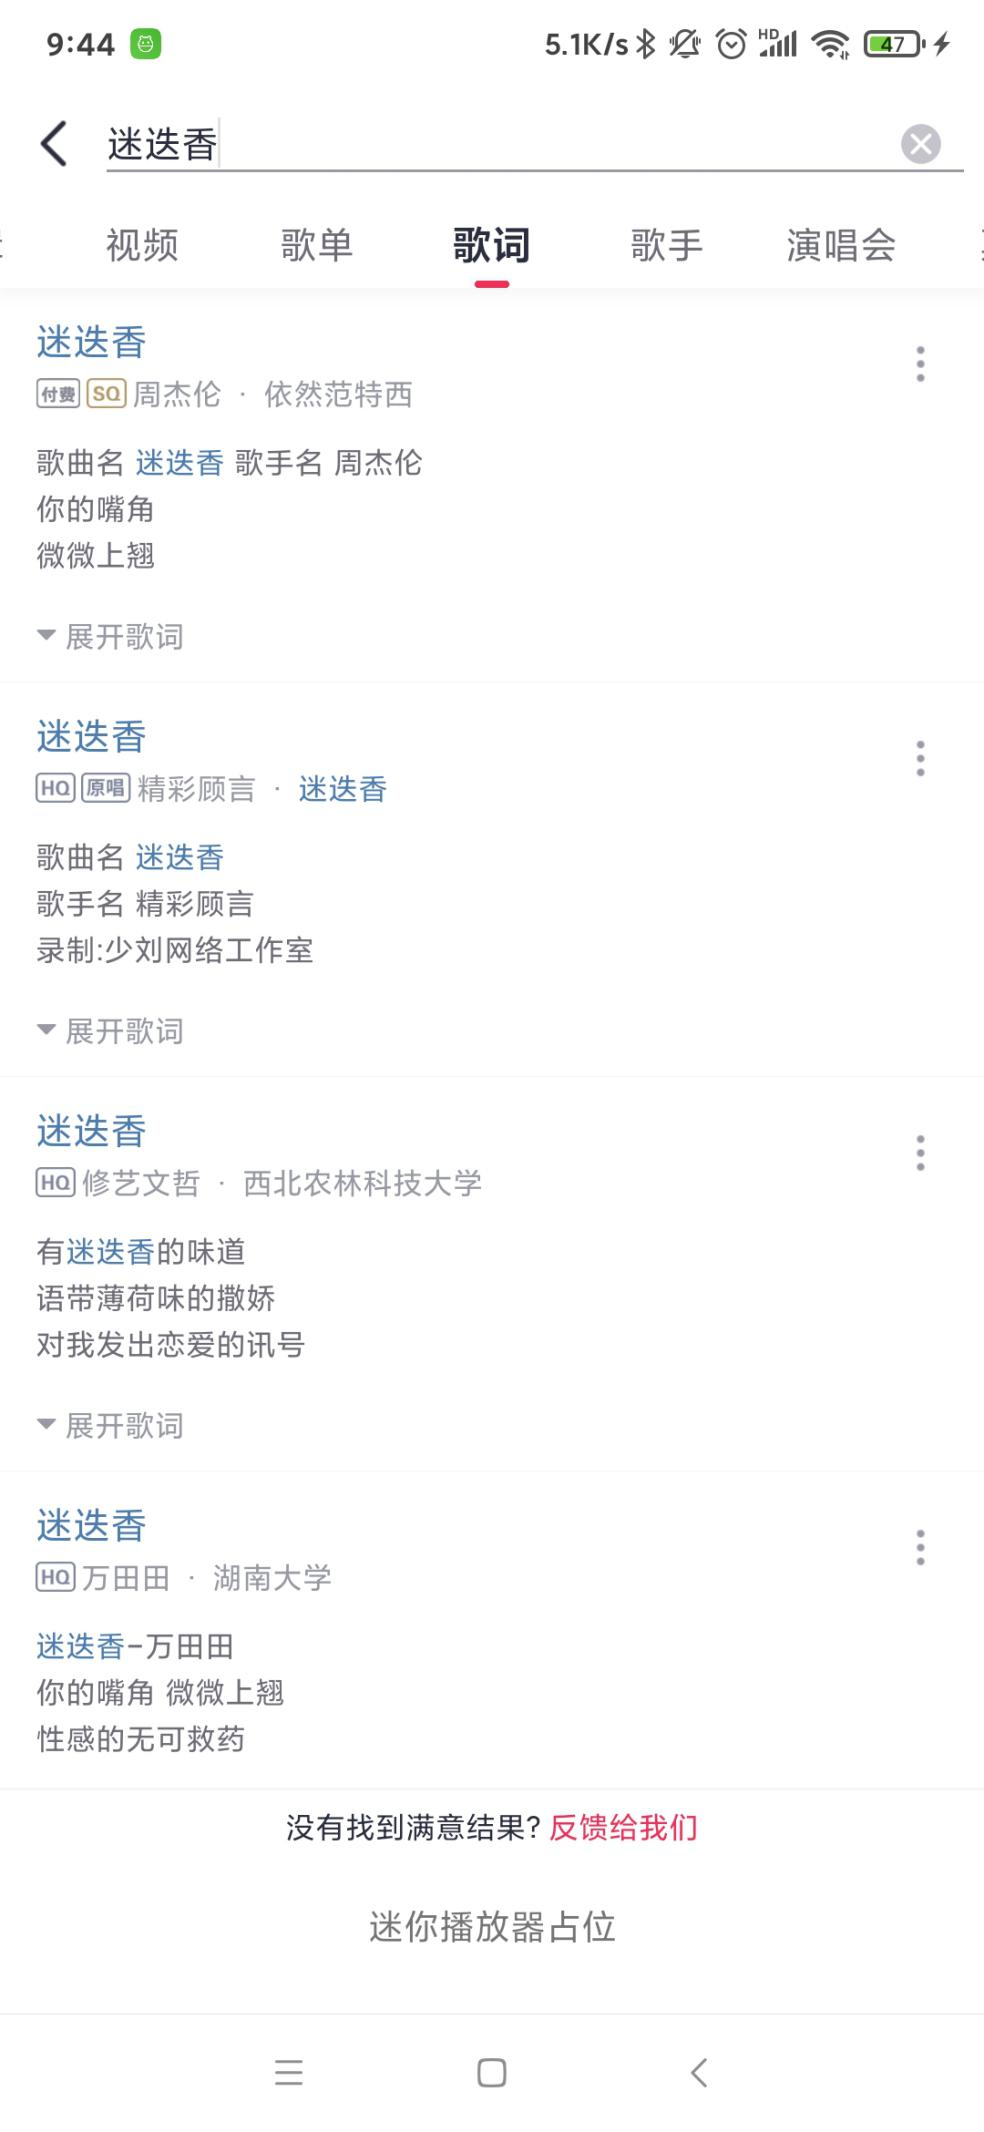 9:44
5.1K/s HD 47
迷迭香
视频 歌单 歌词 歌手 演唱会
迷迭香
付费 SQ 周杰伦 · 依然范特西
歌曲名 迷迭香 歌手名 周杰伦
你的嘴角
微微上翘
展开歌词
迷迭香
HQ 原唱 精彩顾言 · 迷迭香
歌曲名 迷迭香
歌手名 精彩顾言
录制:少刘网络工作室
展开歌词
迷迭香
HQ 修艺文哲 · 西北农林科技大学
有迷迭香的味道
语带薄荷味的撒娇
对我发出恋爱的讯号
展开歌词
迷迭香
HQ 万田田 · 湖南大学
迷迭香-万田田
你的嘴角 微微上翘
性感的无可救药
没有找到满意结果? 反馈给我们
迷你播放器占位